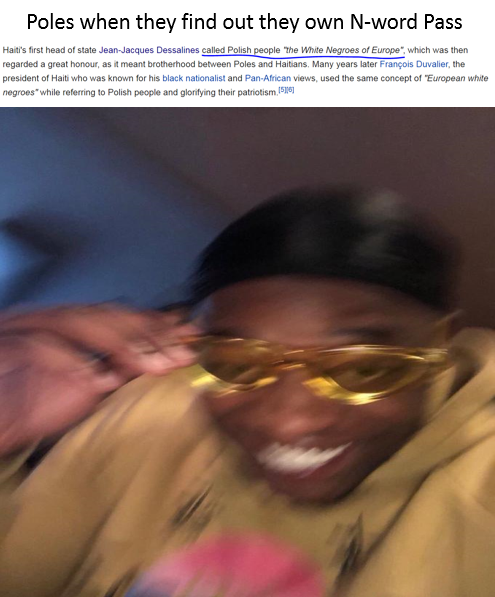 Poles when they find out they own N-word Pass
Haiti's first head of state Jean-Jacques Dessalines called Polish people "the White Negroes of Europe", which was then
regarded a great honour, as it meant brotherhood between Poles and Haitians. Many years later François Duvalier, the
president of Haiti who was known for his black nationalist and Pan-African views, used the same concept of "European white
negroes" while referring to Polish people and glorifying their patriotism.[5][6]